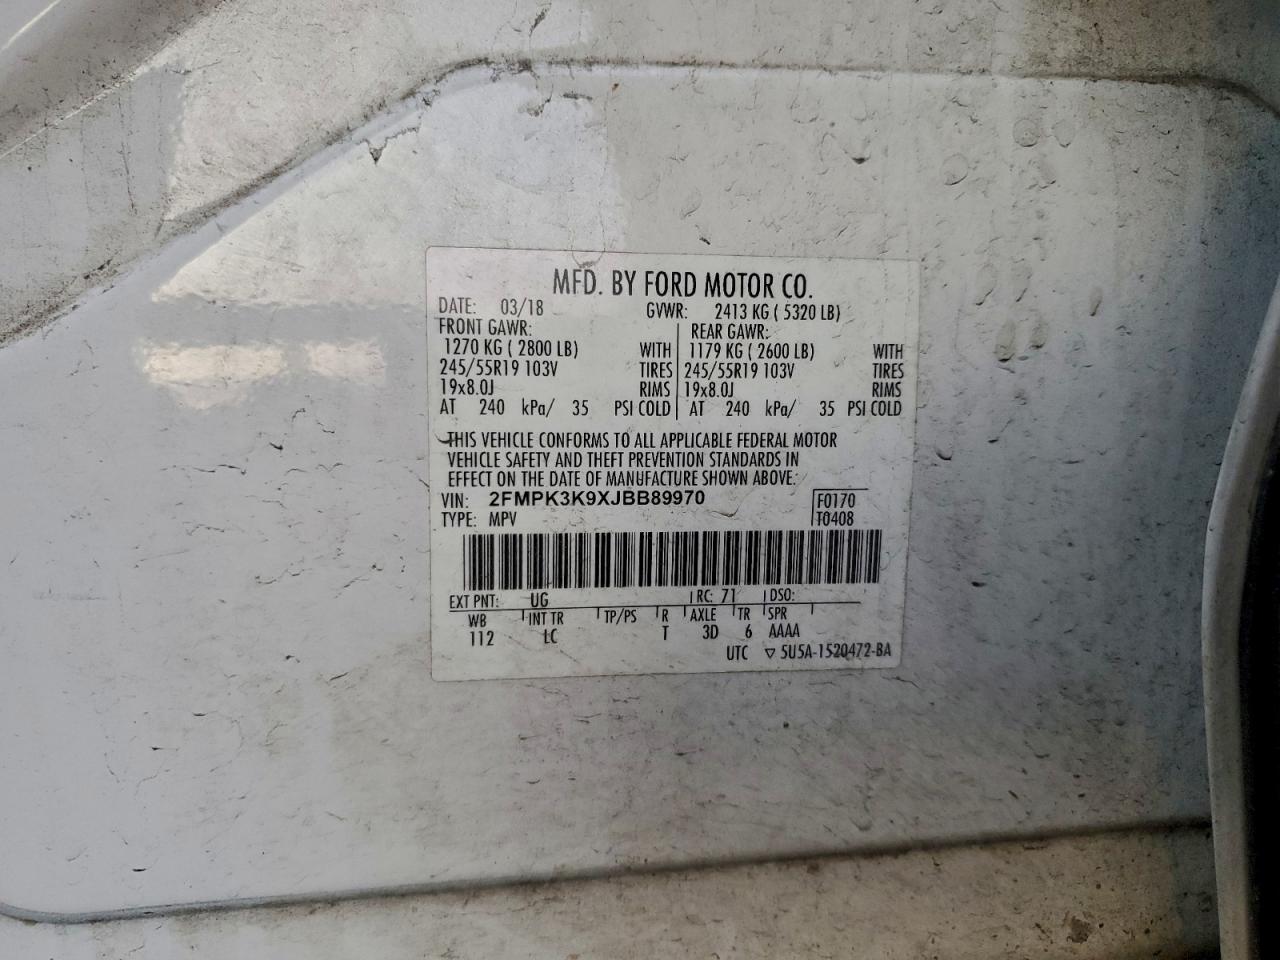 MFD. BY FORD MOTOR CO.
DATE: 03/18 GVWR: 2413 KG ( 5320 LB)
FRONT GAWR: REAR GAWR:
1270 KG ( 2800 LB) WITH 1179 KG ( 2600 LB) WITH
245/55R19 103V TIRES 245/55R19 103V TIRES
19x8.0J RIMS 19x8.0J RIMS
AT 240 kPa/ 35 PSI COLD AT 240 kPa/ 35 PSI COLD
THIS VEHICLE CONFORMS TO ALL APPLICABLE FEDERAL MOTOR
VEHICLE SAFETY AND THEFT PREVENTION STANDARDS IN
EFFECT ON THE DATE OF MANUFACTURE SHOWN ABOVE.
VIN: 2FMPK3K9XJBB89970 F0170
TYPE: MPV T0408
EXT PNT: UG RC: 71 DSO:
WB INT TR TP/PS R AXLE TR SPR
112 LC T 3D 6 AAAA
UTC ▽ 5U5A-1520472-BA